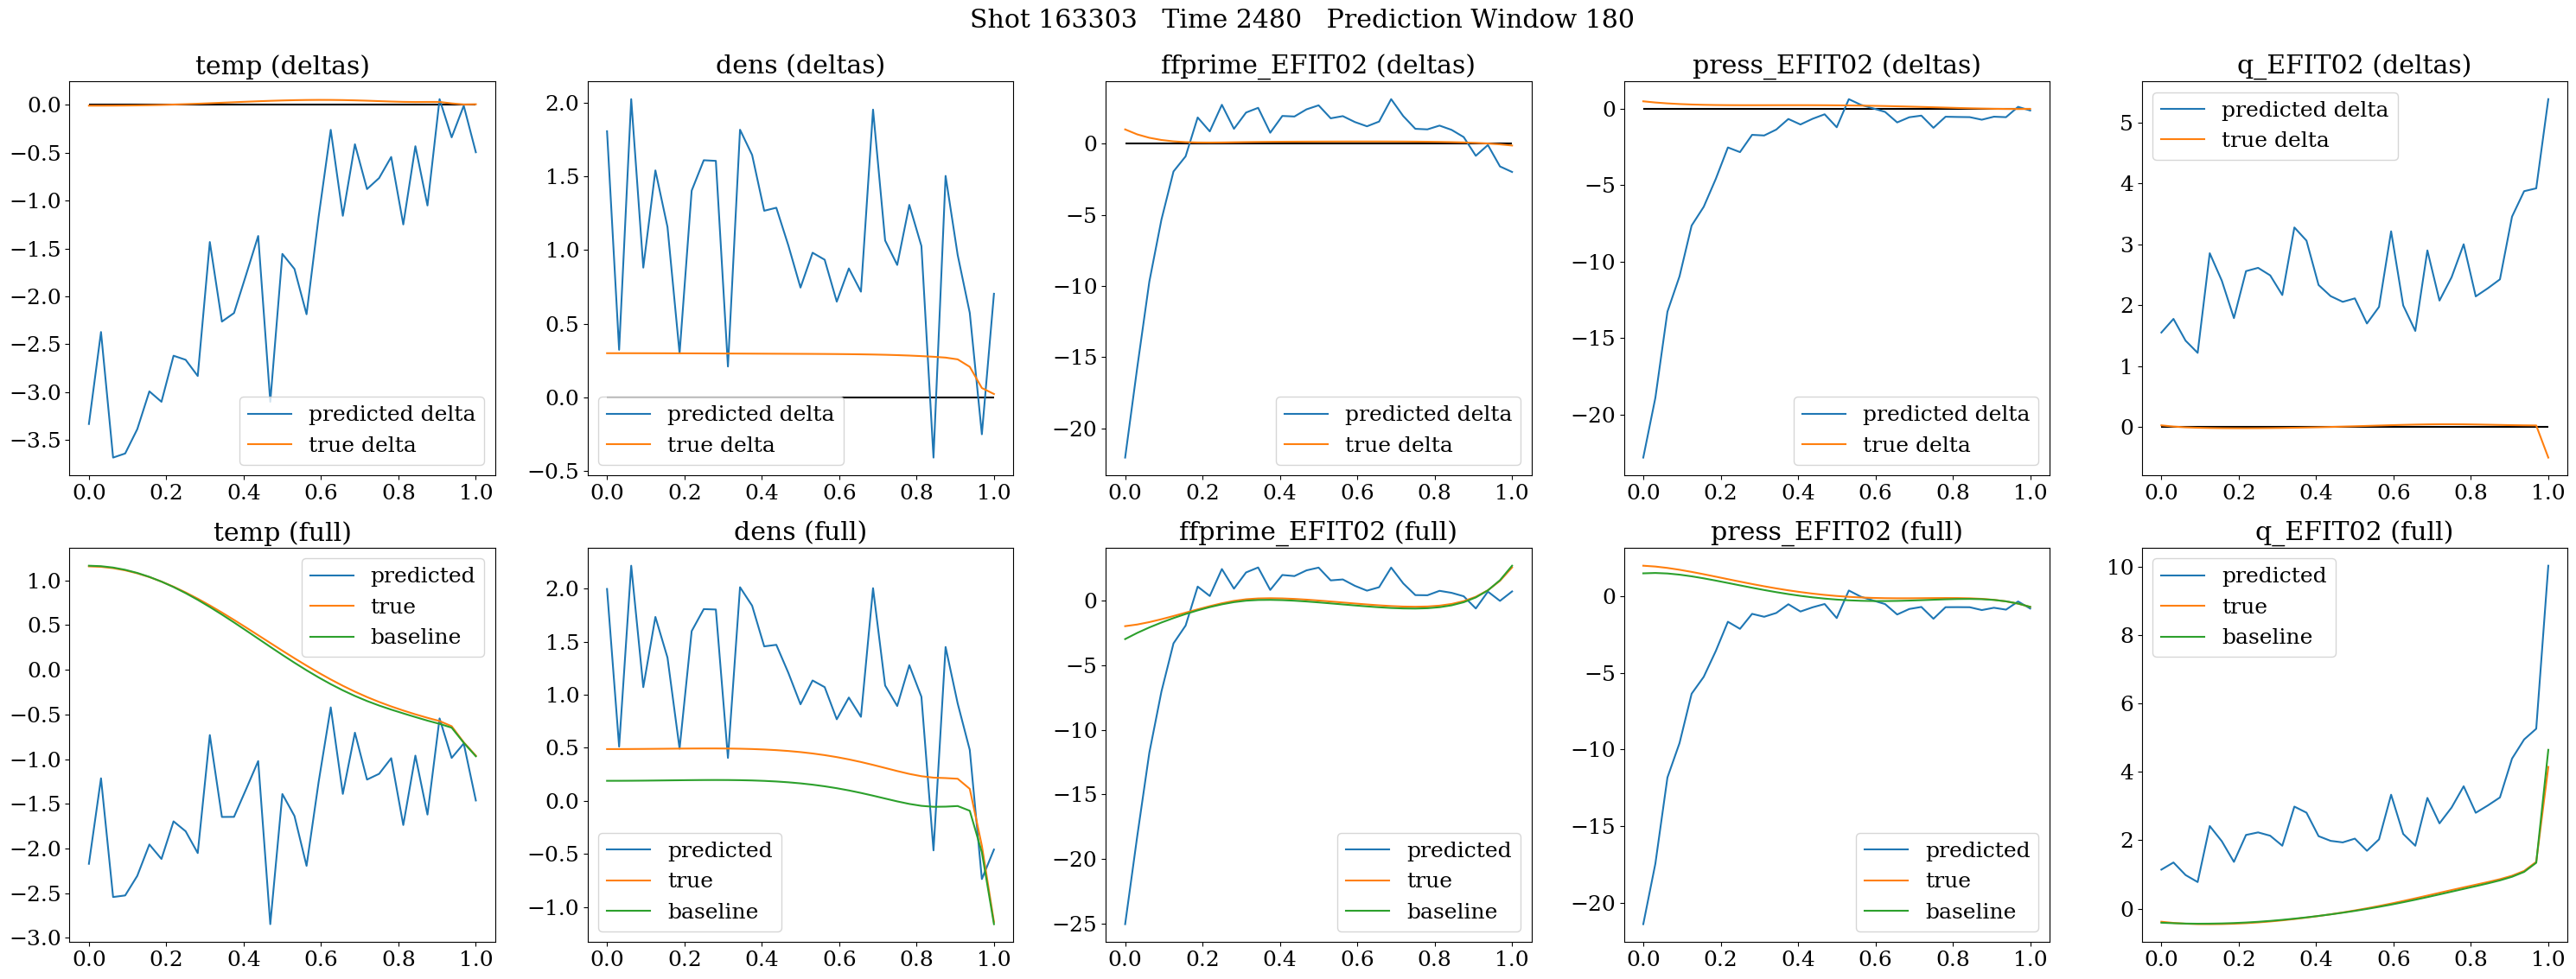 Shot 163303   Time 2480   Prediction Window 180
temp (deltas)
0.0
−0.5
−1.0
−1.5
−2.0
−2.5
−3.0
−3.5
predicted delta
true delta
0.0 0.2 0.4 0.6 0.8 1.0
dens (deltas)
2.0
1.5
1.0
0.5
0.0
−0.5
predicted delta
true delta
0.0 0.2 0.4 0.6 0.8 1.0
ffprime_EFIT02 (deltas)
0
−5
−10
−15
−20
predicted delta
true delta
0.0 0.2 0.4 0.6 0.8 1.0
press_EFIT02 (deltas)
0
−5
−10
−15
−20
predicted delta
true delta
0.0 0.2 0.4 0.6 0.8 1.0
q_EFIT02 (deltas)
5
4
3
2
1
0
predicted delta
true delta
0.0 0.2 0.4 0.6 0.8 1.0
temp (full)
1.0
0.5
0.0
−0.5
−1.0
−1.5
−2.0
−2.5
−3.0
predicted
true
baseline
0.0 0.2 0.4 0.6 0.8 1.0
dens (full)
2.0
1.5
1.0
0.5
0.0
−0.5
−1.0
predicted
true
baseline
0.0 0.2 0.4 0.6 0.8 1.0
ffprime_EFIT02 (full)
0
−5
−10
−15
−20
−25
predicted
true
baseline
0.0 0.2 0.4 0.6 0.8 1.0
press_EFIT02 (full)
0
−5
−10
−15
−20
predicted
true
baseline
0.0 0.2 0.4 0.6 0.8 1.0
q_EFIT02 (full)
10
8
6
4
2
0
predicted
true
baseline
0.0 0.2 0.4 0.6 0.8 1.0